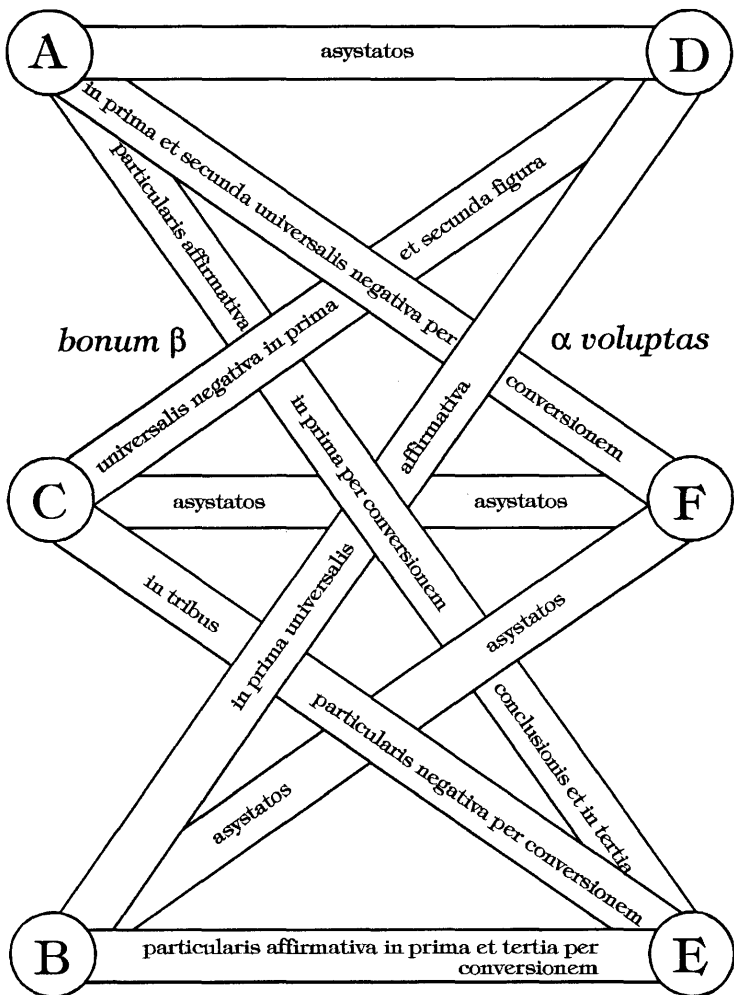 A
asystatos
D
in prima et secunda universalis negativa per
conversionem
particularis affirmativa
in prima per conversionem
conclusionis et in tertia
et secunda figura
universalis negativa in prima
bonum β
α voluptas
affirmativa
in prima universalis
C
asystatos
asystatos
F
in tribus
particularis negativa per conversionem
asystatos
asystatos
B
particularis affirmativa in prima et tertia per
conversionem
E